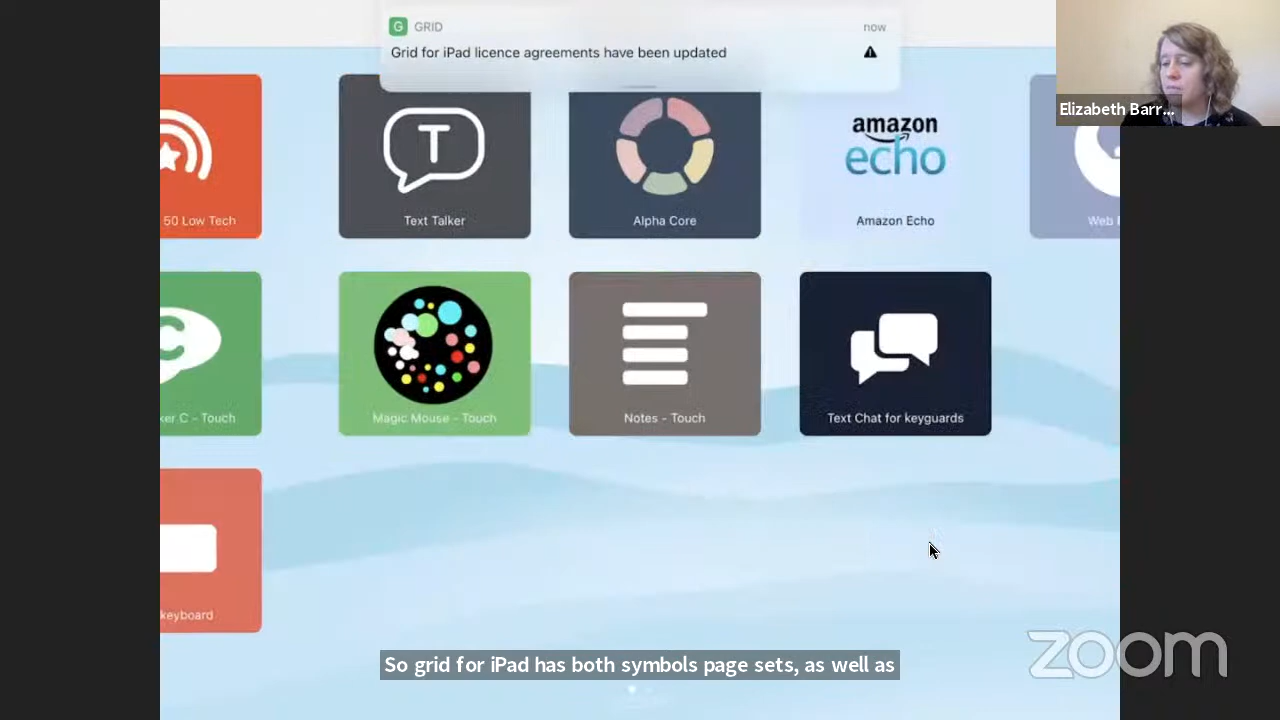 G GRID
now
Grid for iPad licence agreements have been updated
Elizabeth Barr...
T
amazon
echo
50 Low Tech
Text Talker
Alpha Core
Amazon Echo
Web
C
ker C - Touch
Magic Mouse - Touch
Notes - Touch
Text Chat for keyguards
keyboard
So grid for iPad has both symbols page sets, as well as
zoom